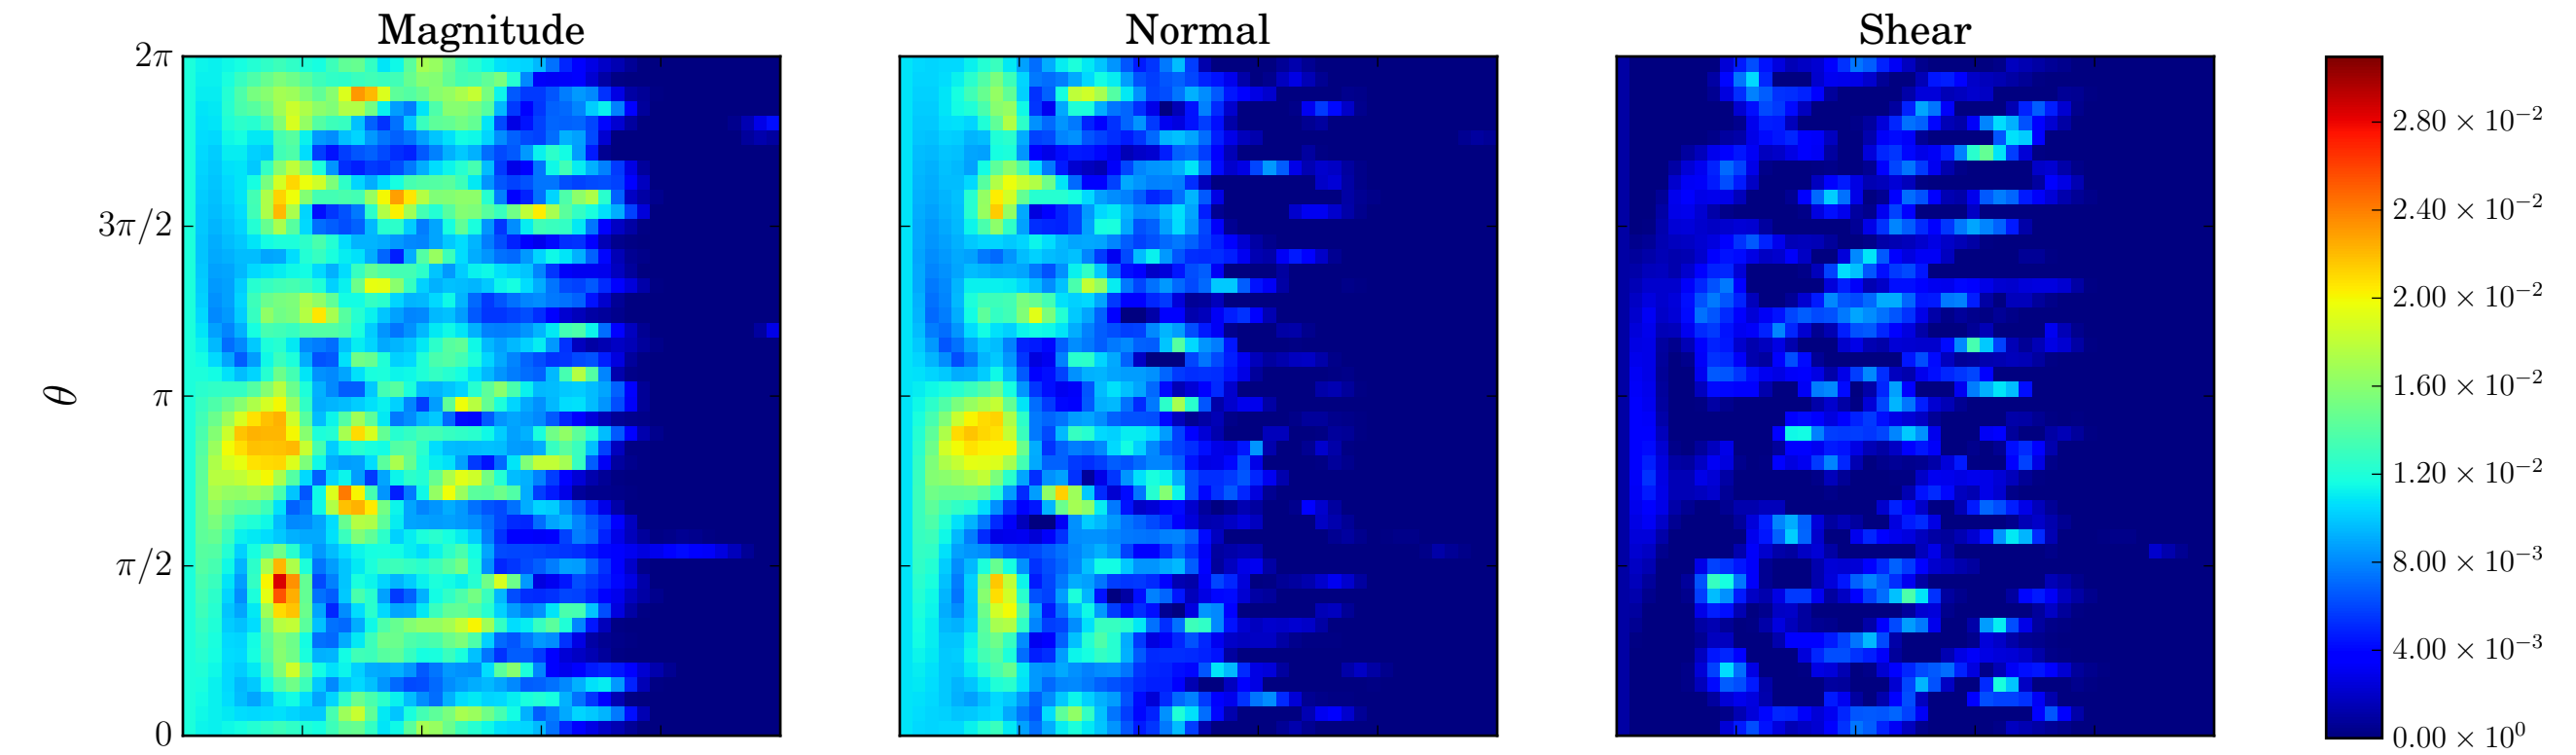 Magnitude
Normal
Shear
2π
3π/2
π
π/2
0
θ
2.80 × 10⁻²
2.40 × 10⁻²
2.00 × 10⁻²
1.60 × 10⁻²
1.20 × 10⁻²
8.00 × 10⁻³
4.00 × 10⁻³
0.00 × 10⁰